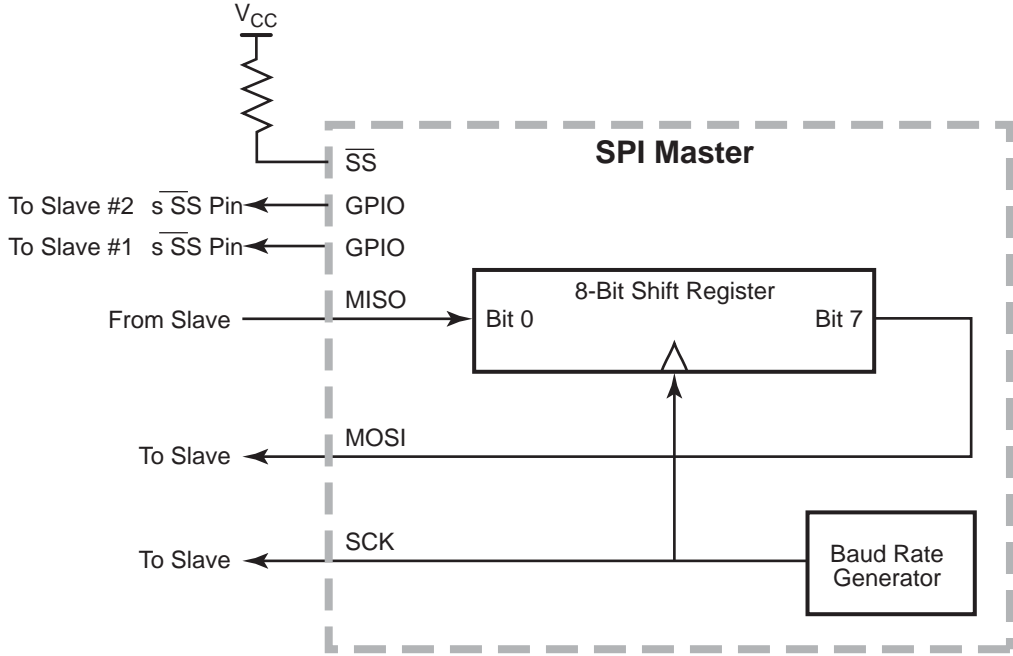 VCC
SS
SPI Master
To Slave #2 s SS Pin
GPIO
To Slave #1 s SS Pin
GPIO
MISO
8-Bit Shift Register
From Slave
Bit 0
Bit 7
MOSI
To Slave
SCK
To Slave
Baud Rate
Generator